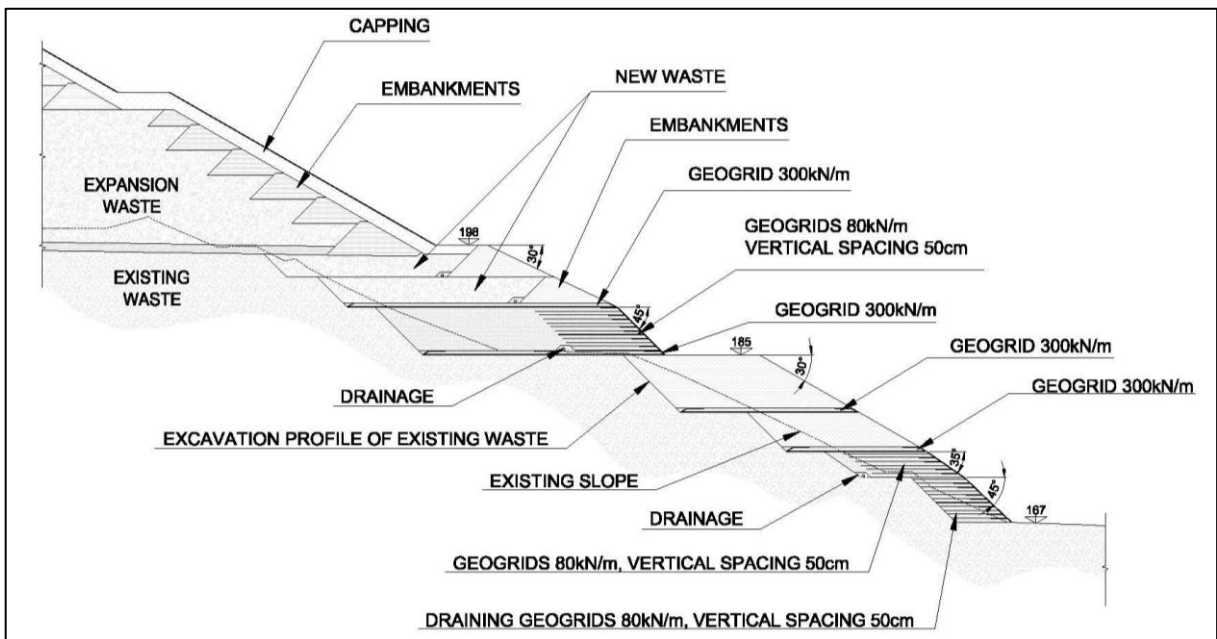 CAPPING
NEW WASTE
EMBANKMENTS
EMBANKMENTS
GEOGRID 300kN/m
EXPANSION
WASTE
GEOGRIDS 80kN/m
VERTICAL SPACING 50cm
198
30°
EXISTING
WASTE
45°
GEOGRID 300kN/m
185
GEOGRID 300kN/m
30°
DRAINAGE
GEOGRID 300kN/m
EXCAVATION PROFILE OF EXISTING WASTE
35°
EXISTING SLOPE
45°
DRAINAGE
167
GEOGRIDS 80kN/m, VERTICAL SPACING 50cm
DRAINING GEOGRIDS 80kN/m, VERTICAL SPACING 50cm